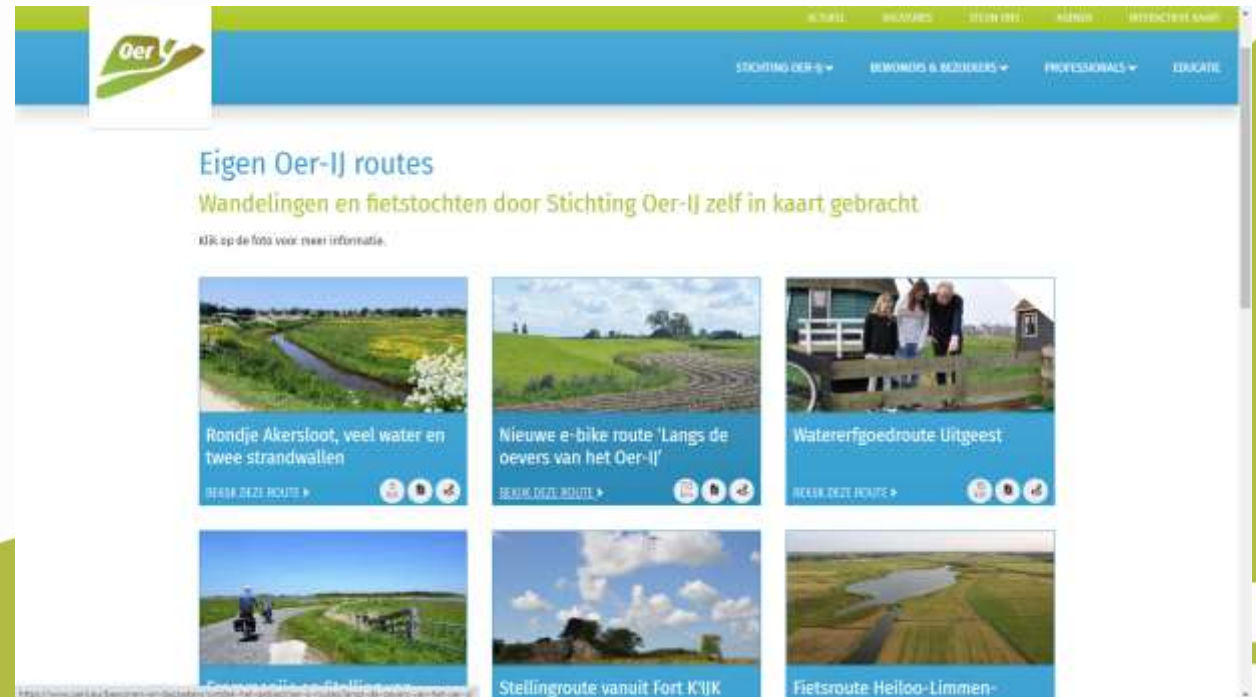 ACTUEEL VACATURES STEUN ONS AGENDA INTERACTIEVE KAART
Oer
STICHTING OER-IJ BEWONERS & BEZOEKERS PROFESSIONALS EDUCATIE
Eigen Oer-IJ routes
Wandelingen en fietstochten door Stichting Oer-IJ zelf in kaart gebracht
Klik op de foto voor meer informatie.
Rondje Akersloot, veel water en
twee strandwallen
BEKIJK DEZE ROUTE
Nieuwe e-bike route 'Langs de
oevers van het Oer-IJ'
BEKIJK DEZE ROUTE
Watererfgoedroute Uitgeest
BEKIJK DEZE ROUTE
Stellingroute vanuit Fort K'IJK
Fietsroute Heiloo-Limmen-